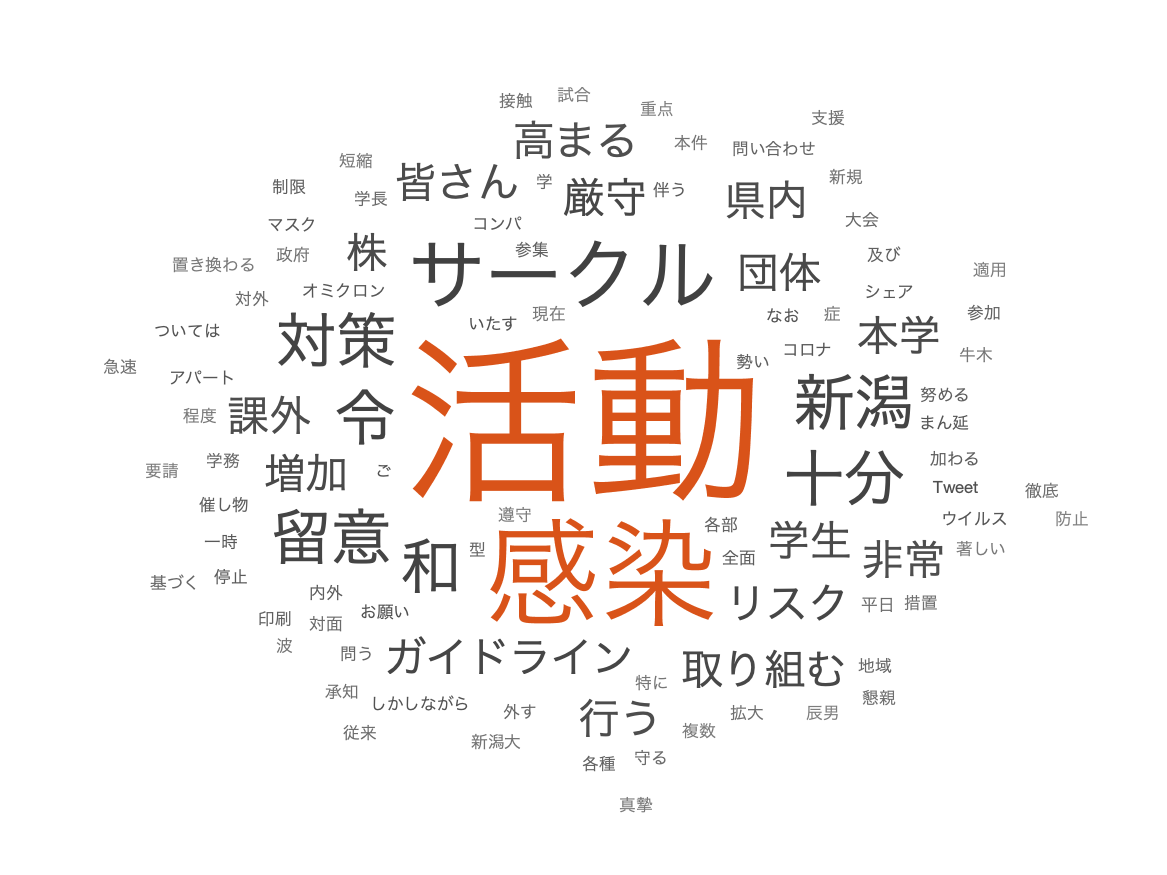 接触
試合
重点
支援
高まる
本件
問い合わせ
短縮
皆さん
学
厳守
伴う
県内
新規
制限
学長
マスク
コンパ
大会
置き換わる
政府
株
参集
サークル
団体
及び
適用
対外
オミクロン
シェア
ついては
対策
いたす
現在
なお
症
参加
本学
急速
アパート
活動
勢い
コロナ
牛木
程度
課外
令
新潟
努める
まん延
要請
学務
増加
ご
十分
加わる
Tweet
徹底
催し物
遵守
ウイルス
防止
一時
留意
和
型
感染
各部
全面
学生
非常
著しい
基づく
停止
内外
お願い
リスク
平日
措置
印刷
対面
波
問う
ガイドライン
取り組む
地域
承知
しかしながら
特に
懇親
従来
外す
行う
拡大
辰男
新潟大
複数
各種
守る
真摯